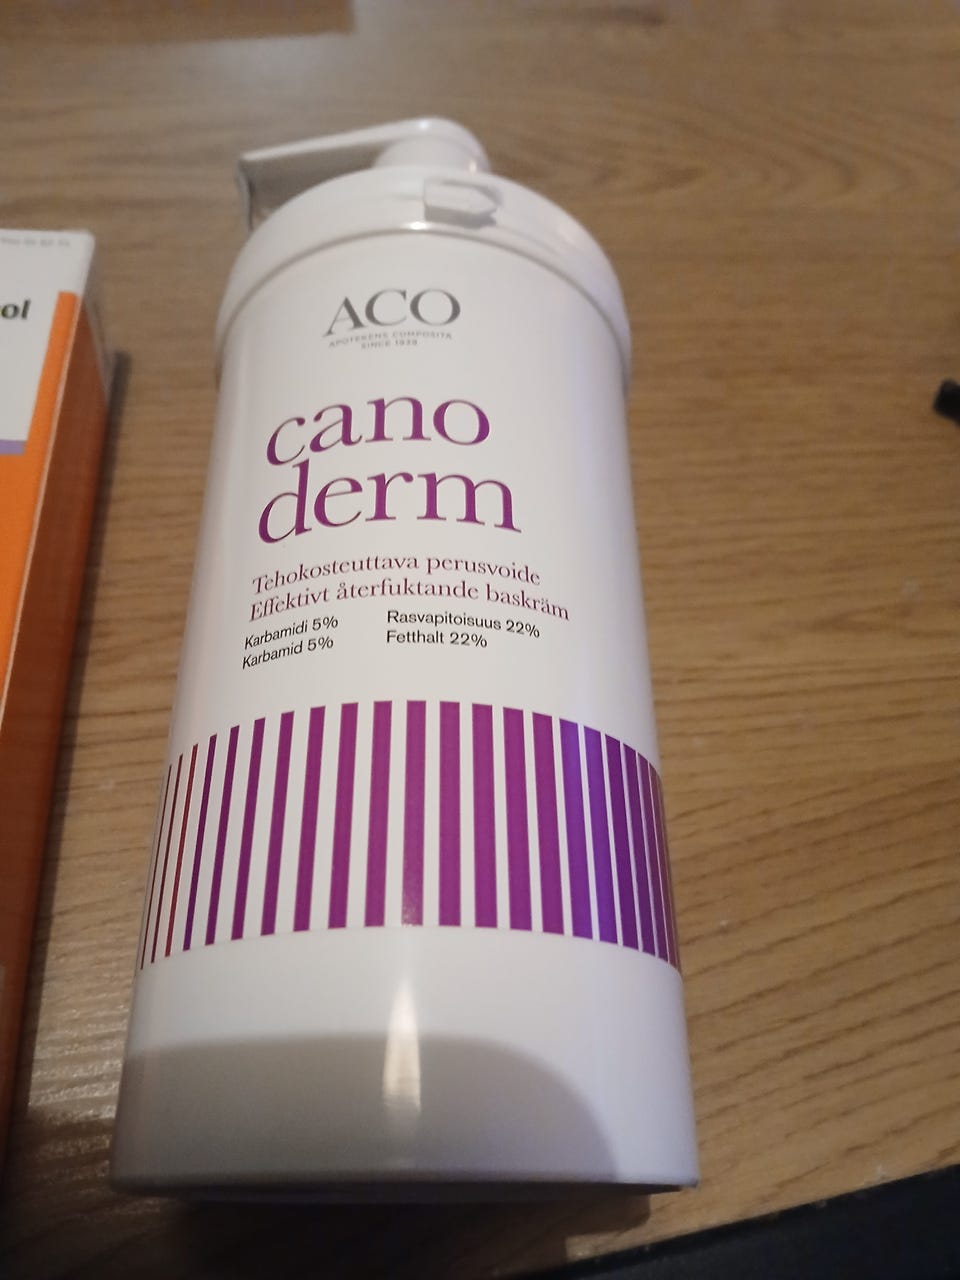 ol
ACO
APOTEKENS COMPOSITA
SINCE 1939
cano
derm
Tehokosteuttava perusvoide
Effektivt återfuktande baskräm
Karbamidi 5%
Karbamid 5%
Rasvapitoisuus 22%
Fetthalt 22%